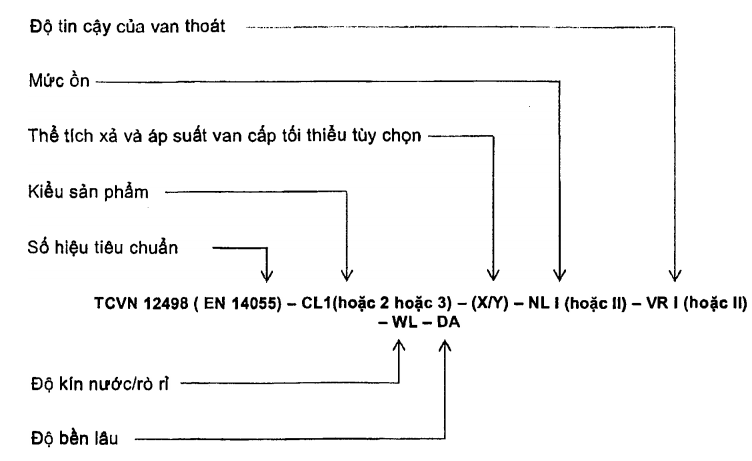 Độ tin cậy của van thoát
Mức ồn
Thể tích xả và áp suất van cấp tối thiểu tùy chọn
Kiểu sản phẩm
Số hiệu tiêu chuẩn
TCVN 12498 ( EN 14055) – CL1(hoặc 2 hoặc 3) – (X/Y) – NL I (hoặc II) – VR I (hoặc II)
– WL – DA
Độ kín nước/rò rỉ
Độ bền lâu